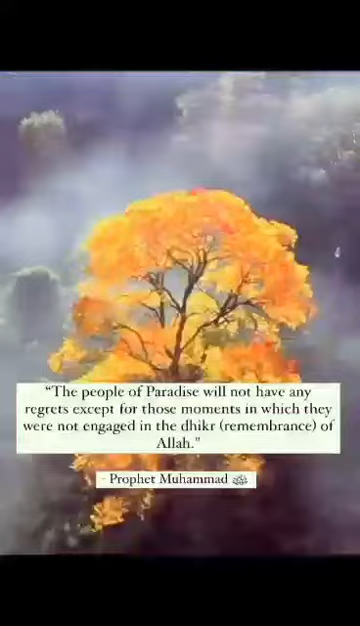 “The people of Paradise will not have any
regrets except for those moments in which they
were not engaged in the dhikr (remembrance) of
Allah.”
- Prophet Muhammad ﷺ